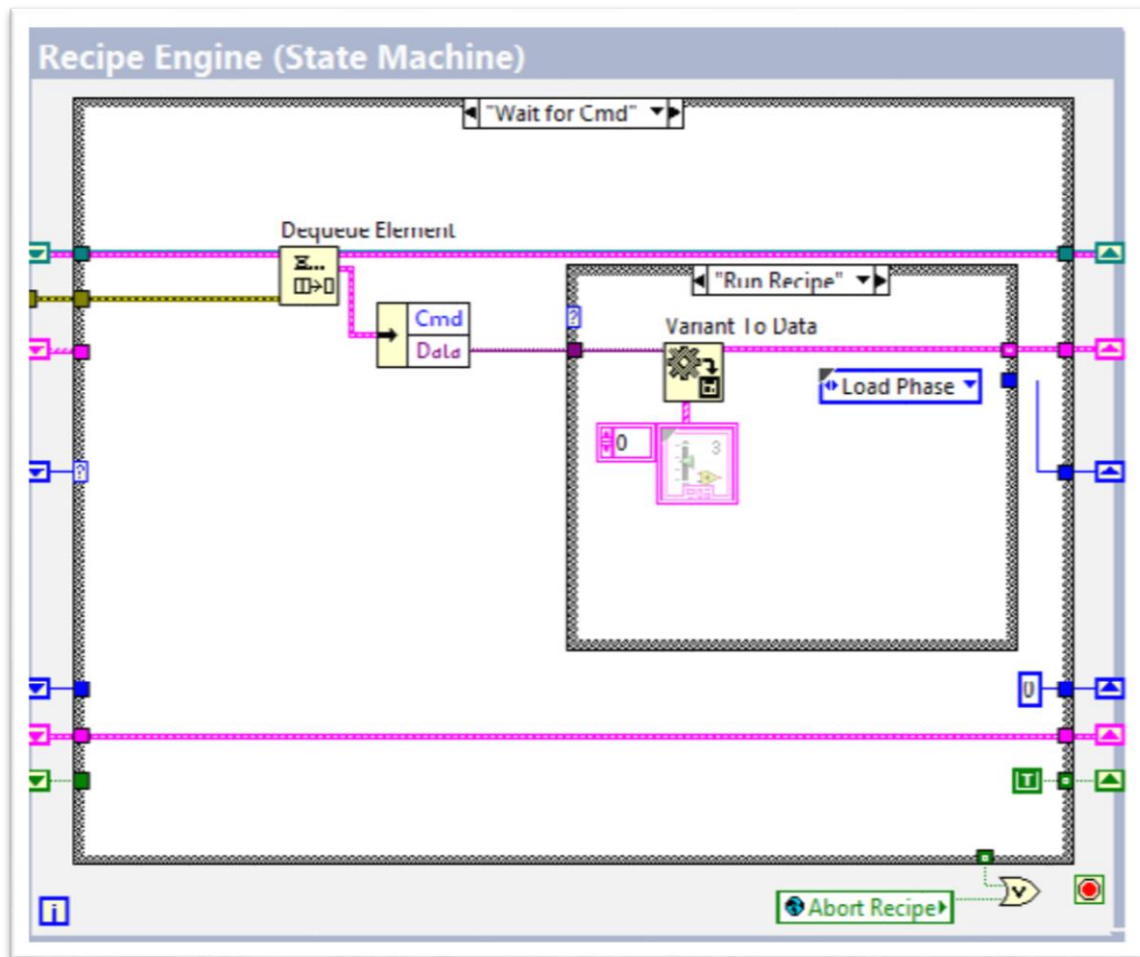 Recipe Engine (State Machine)
"Wait for Cmd"
Dequeue Element
"Run Recipe"
Cmd
Data
Variant To Data
Load Phase
0
3
0
T
i
Abort Recipe